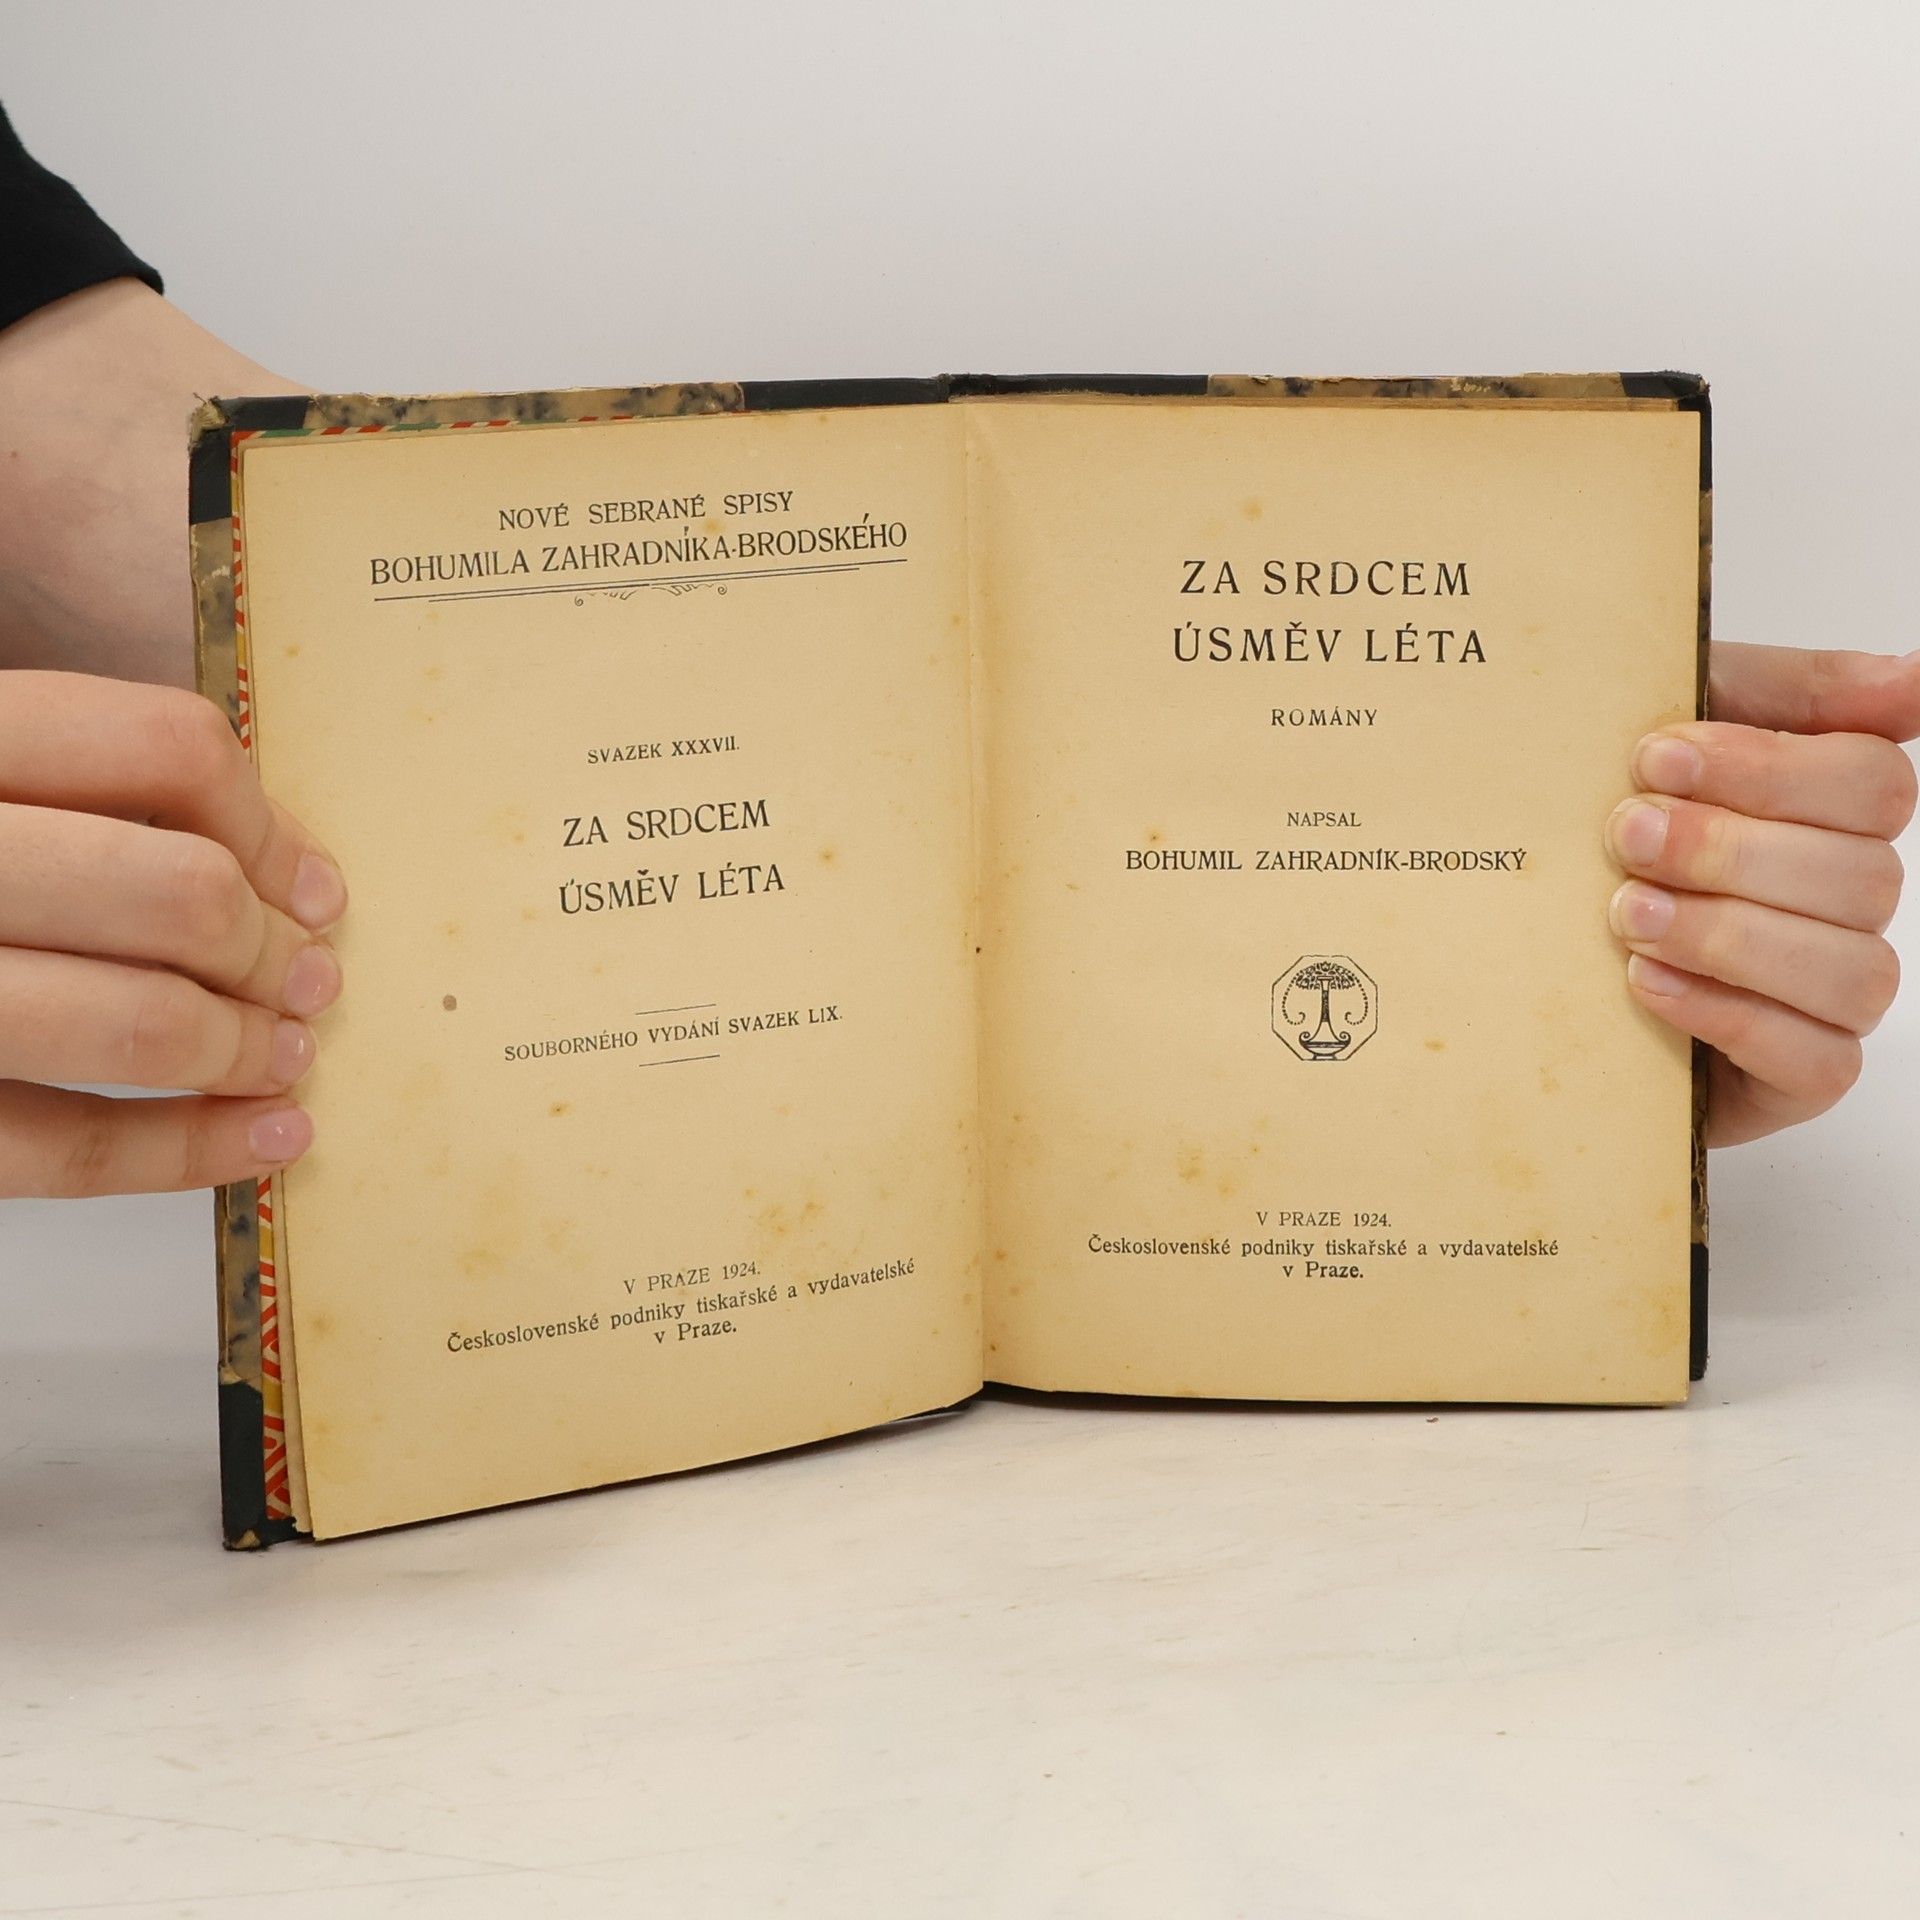 NOVÉ SEBRANÉ SPISY
BOHUMILA ZAHRADNÍKA-BRODSKÉHO
SVAZEK XXXVII.
ZA SRDCEM
ÚSMĚV LÉTA
SOUBORNÉHO VYDÁNÍ SVAZEK LIX.
V PRAZE 1924.
Československé podniky tiskařské a vydavatelské
v Praze.
ZA SRDCEM
ÚSMĚV LÉTA
ROMÁNY
NAPSAL
BOHUMIL ZAHRADNÍK-BRODSKÝ
V PRAZE 1924.
Československé podniky tiskařské a vydavatelské
v Praze.